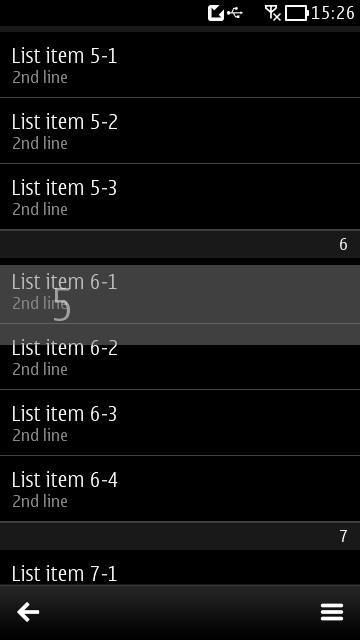 15:26
List item 5-1
2nd line
List item 5-2
2nd line
List item 5-3
2nd line
6
List item 6-1
2nd line
5
List item 6-2
2nd line
List item 6-3
2nd line
List item 6-4
2nd line
7
List item 7-1